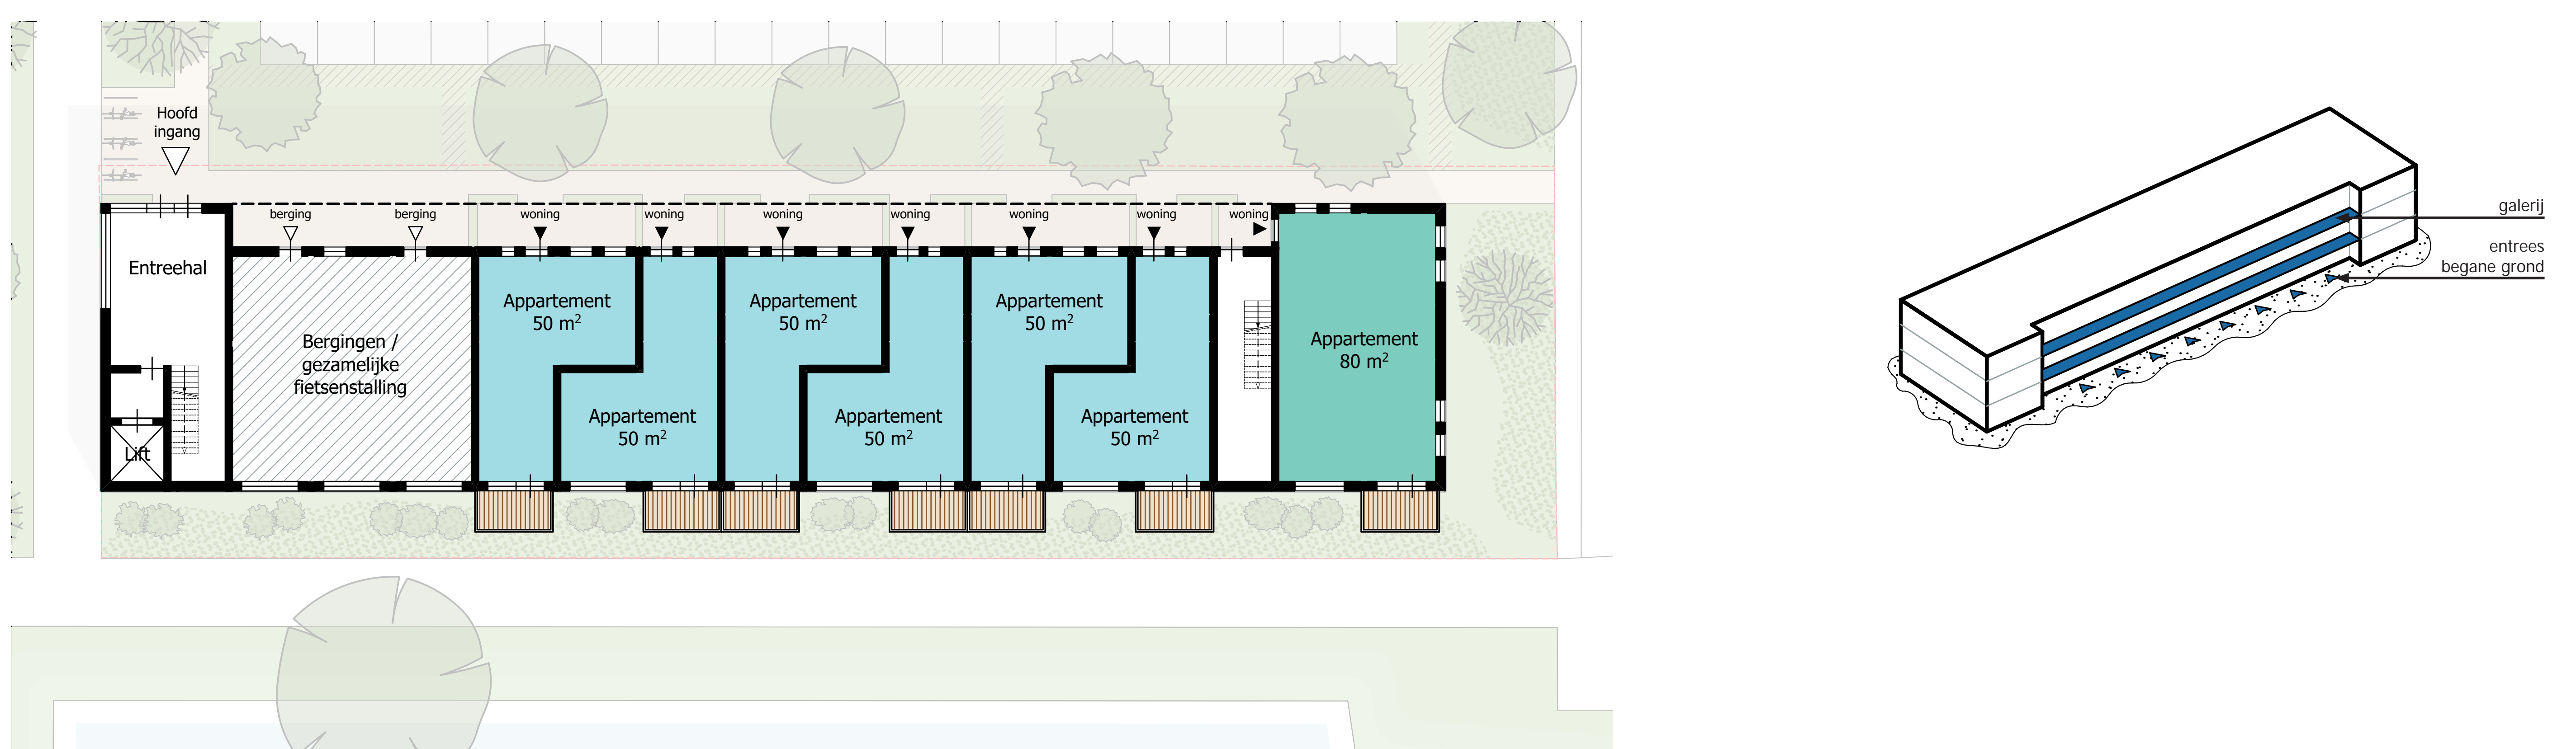 Hoofd
ingang
berging
berging
woning
woning
woning
woning
woning
woning
woning
Entreehal
Lift
Bergingen /
gezamelijke
fietsenstalling
Appartement
50 m²
Appartement
50 m²
Appartement
50 m²
Appartement
50 m²
Appartement
50 m²
Appartement
50 m²
Appartement
80 m²
galerij
entrees
begane grond